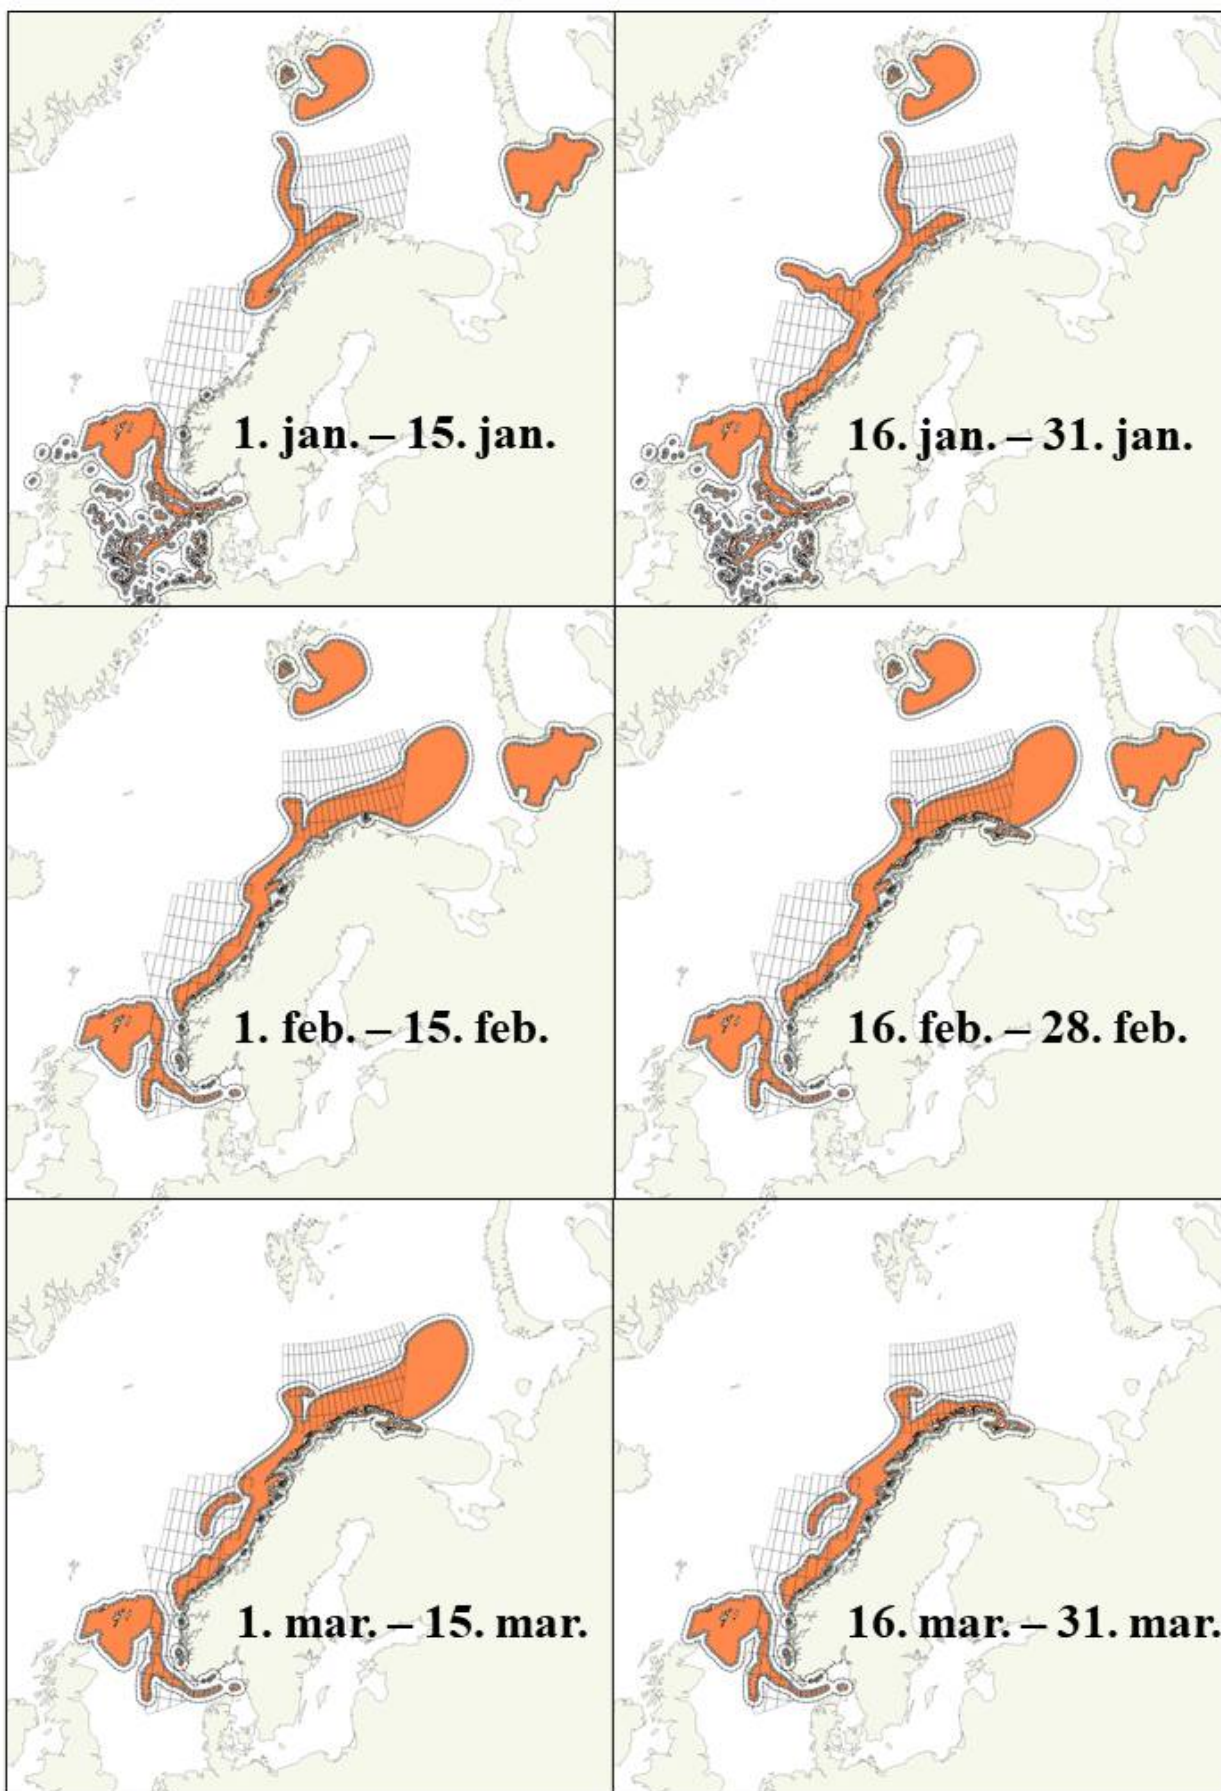 1. jan. – 15. jan.
16. jan. – 31. jan.
1. feb. – 15. feb.
16. feb. – 28. feb.
1. mar. – 15. mar.
16. mar. – 31. mar.